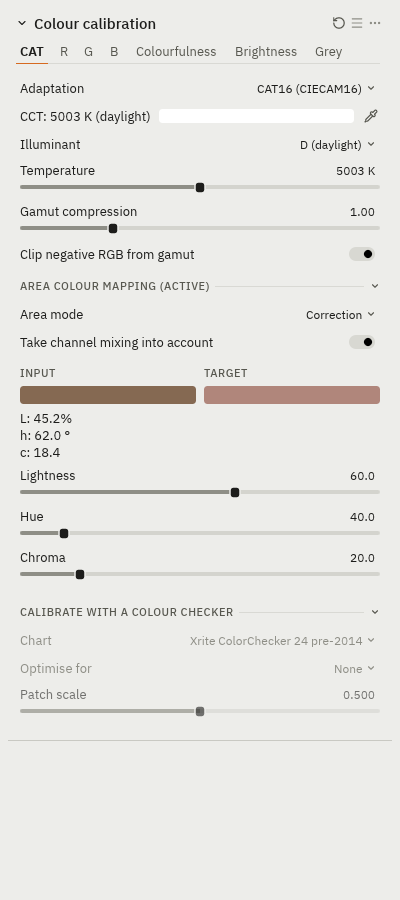 Colour calibration
CAT R G B Colourfulness Brightness Grey
Adaptation CAT16 (CIECAM16)
CCT: 5003 K (daylight)
Illuminant D (daylight)
Temperature 5003 K
Gamut compression 1.00
Clip negative RGB from gamut
AREA COLOUR MAPPING (ACTIVE)
Area mode Correction
Take channel mixing into account
INPUT TARGET
L: 45.2%
h: 62.0 °
c: 18.4
Lightness 60.0
Hue 40.0
Chroma 20.0
CALIBRATE WITH A COLOUR CHECKER
Chart Xrite ColorChecker 24 pre-2014
Optimise for None
Patch scale 0.500